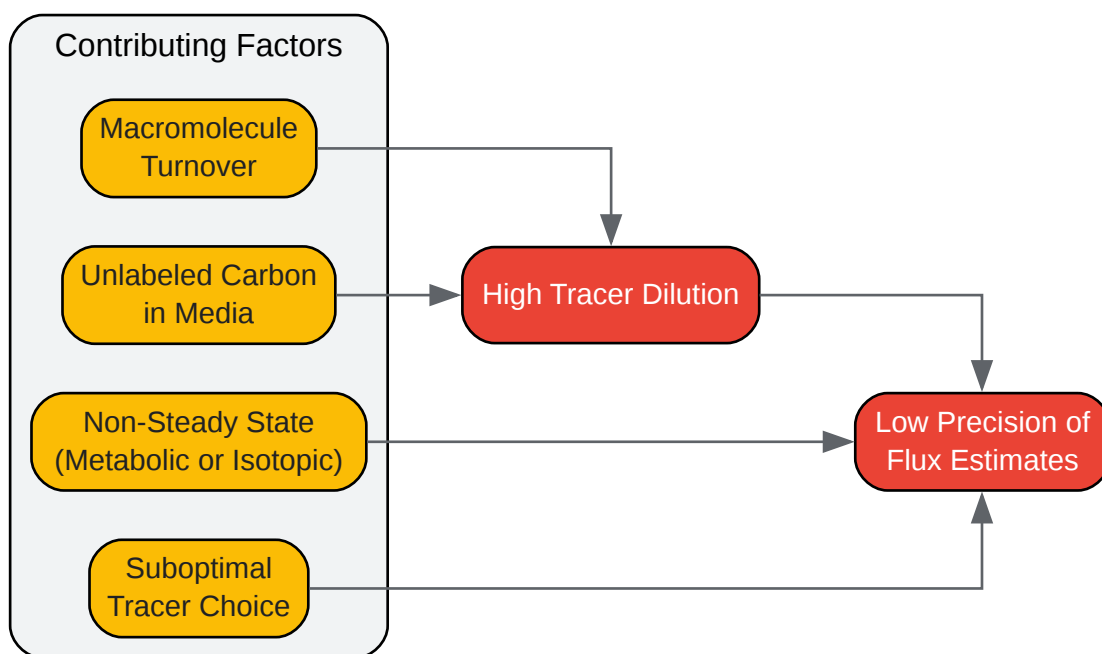 Contributing Factors
Macromolecule
Turnover
Unlabeled Carbon
in Media
High Tracer Dilution
Non-Steady State
(Metabolic or Isotopic)
Low Precision of
Flux Estimates
Suboptimal
Tracer Choice